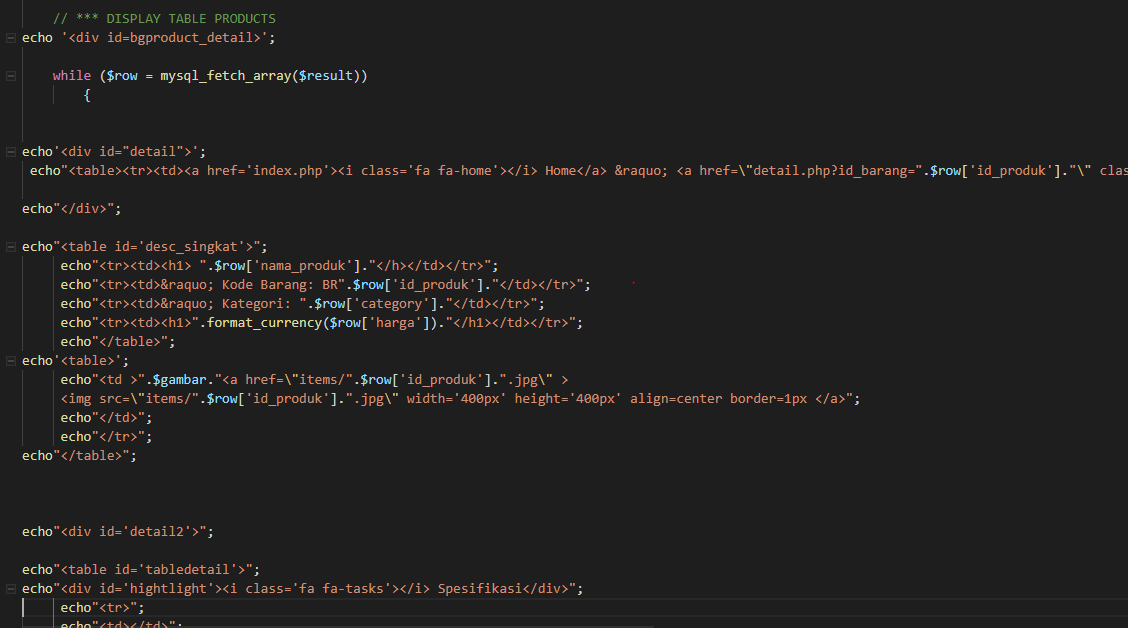 // *** DISPLAY TABLE PRODUCTS
echo '<div id=bgproduct_detail>';
while ($row = mysql_fetch_array($result))
{
echo'<div id="detail">';
echo"<table><tr><td><a href='index.php'><i class='fa fa-home'></i> Home</a> &raquo; <a href=\"detail.php?id_barang=".$row['id_produk']."\" clas
echo"</div>";
echo"<table id='desc_singkat'>";
echo"<tr><td><h1> ".$row['nama_produk']."</h></td></tr>";
echo"<tr><td>&raquo; Kode Barang: BR".$row['id_produk']."</td></tr>";
echo"<tr><td>&raquo; Kategori: ".$row['category']."</td></tr>";
echo"<tr><td><h1>".format_currency($row['harga'])."</h1></td></tr>";
echo"</table>";
echo'<table>';
echo"<td >".$gambar."<a href=\"items/".$row['id_produk'].".jpg\" >
<img src=\"items/".$row['id_produk'].".jpg\" width='400px' height='400px' align=center border=1px </a>";
echo"</td>";
echo"</tr>";
echo"</table>";
echo"<div id='detail2'>";
echo"<table id='tabledetail'>";
echo"<div id='hightlight'><i class='fa fa-tasks'></i> Spesifikasi</div>";
echo"<tr>";
echo"<td></td>";